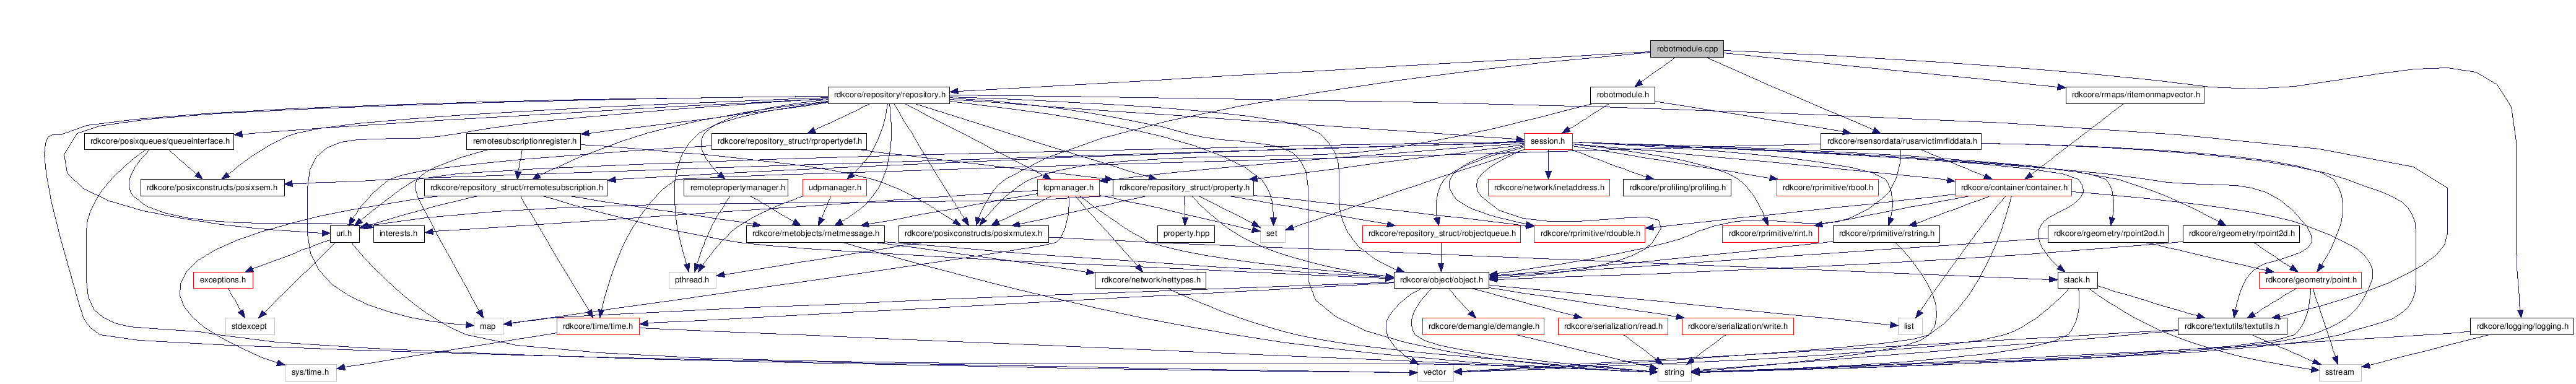 robotmodule.cpp
rdkcore/repository/repository.h
robotmodule.h
rdkcore/rmaps/ritemonmapvector.h
rdkcore/posixqueues/queueinterface.h
remotesubscriptionregister.h
rdkcore/repository_struct/rpropertydef.h
session.h
rdkcore/rsensordata/rusarvictimrfiddata.h
rdkcore/posixconstructs/posixsem.h
rdkcore/repository_struct/remotesubscription.h
remotepropertymanager.h
udpmanager.h
tcpmanager.h
rdkcore/repository_struct/property.h
rdkcore/network/inetaddress.h
rdkcore/profiling/profiling.h
rdkcore/rprimitive/rbool.h
rdkcore/container/container.h
url.h
interests.h
rdkcore/rnetobjects/rnetmessage.h
rdkcore/posixconstructs/posixmutex.h
property.hpp
set
rdkcore/repository_struct/objectqueue.h
rdkcore/rprimitive/rdouble.h
rdkcore/rprimitive/rint.h
rdkcore/rprimitive/rstring.h
rdkcore/rgeometry/rpoint2od.h
rdkcore/rgeometry/rpoint2d.h
exceptions.h
pthread.h
rdkcore/network/nettypes.h
rdkcore/object/object.h
stack.h
rdkcore/geometry/point.h
stdexcept
map
rdkcore/time/time.h
rdkcore/demangle/demangle.h
rdkcore/serialization/read.h
rdkcore/serialization/write.h
list
rdkcore/textutils/textutils.h
rdkcore/logging/logging.h
sys/time.h
vector
string
sstream